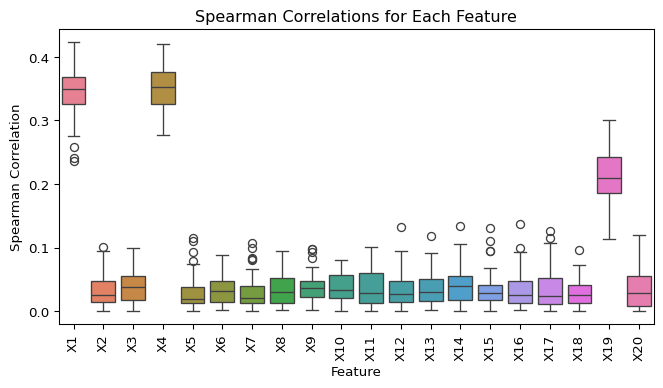 Spearman Correlations for Each Feature
Spearman Correlation
0.4
0.3
0.2
0.1
0.0
X1
X2
X3
X4
X5
X6
X7
X8
X9
X10
X11
X12
X13
X14
X15
X16
X17
X18
X19
X20
Feature